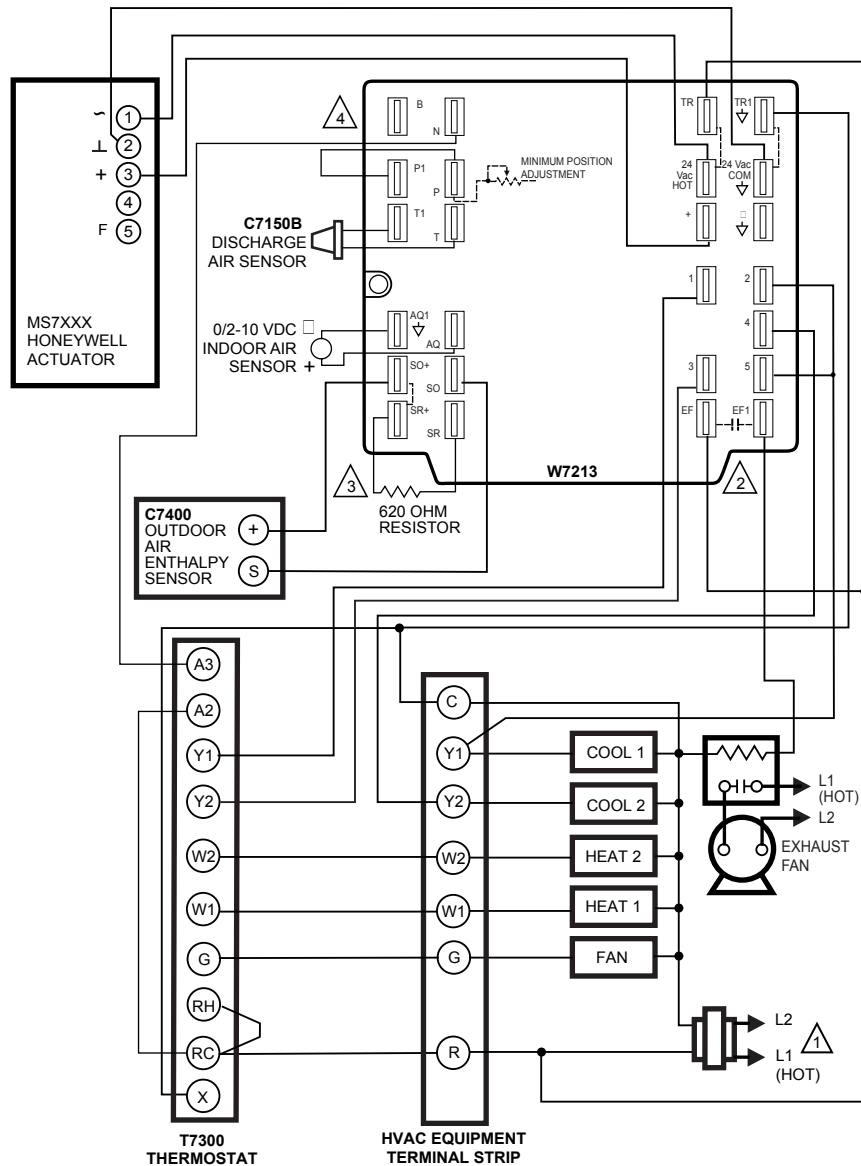 ~ 1
⊥ 2
+ 3
4
F 5
MS7XXX
HONEYWELL
ACTUATOR
4
B
N
P1
P
MINIMUM POSITION
ADJUSTMENT
T1
T
C7150B
DISCHARGE
AIR SENSOR
TR
TR1
24
Vac
HOT
24 Vac
COM
+
□
1
2
4
3
5
EF
EF1
AQ1
AQ
0/2-10 VDC □
INDOOR AIR
SENSOR +
SO+
SO
SR+
SR
W7213
3
2
620 OHM
RESISTOR
C7400
OUTDOOR
AIR
ENTHALPY
SENSOR
+
S
A3
A2
Y1
Y2
W2
W1
G
RH
RC
X
T7300
THERMOSTAT
C
Y1
Y2
W2
W1
G
R
HVAC EQUIPMENT
TERMINAL STRIP
COOL 1
COOL 2
HEAT 2
HEAT 1
FAN
L1
(HOT)
L2
EXHAUST
FAN
L2
L1
(HOT)
1